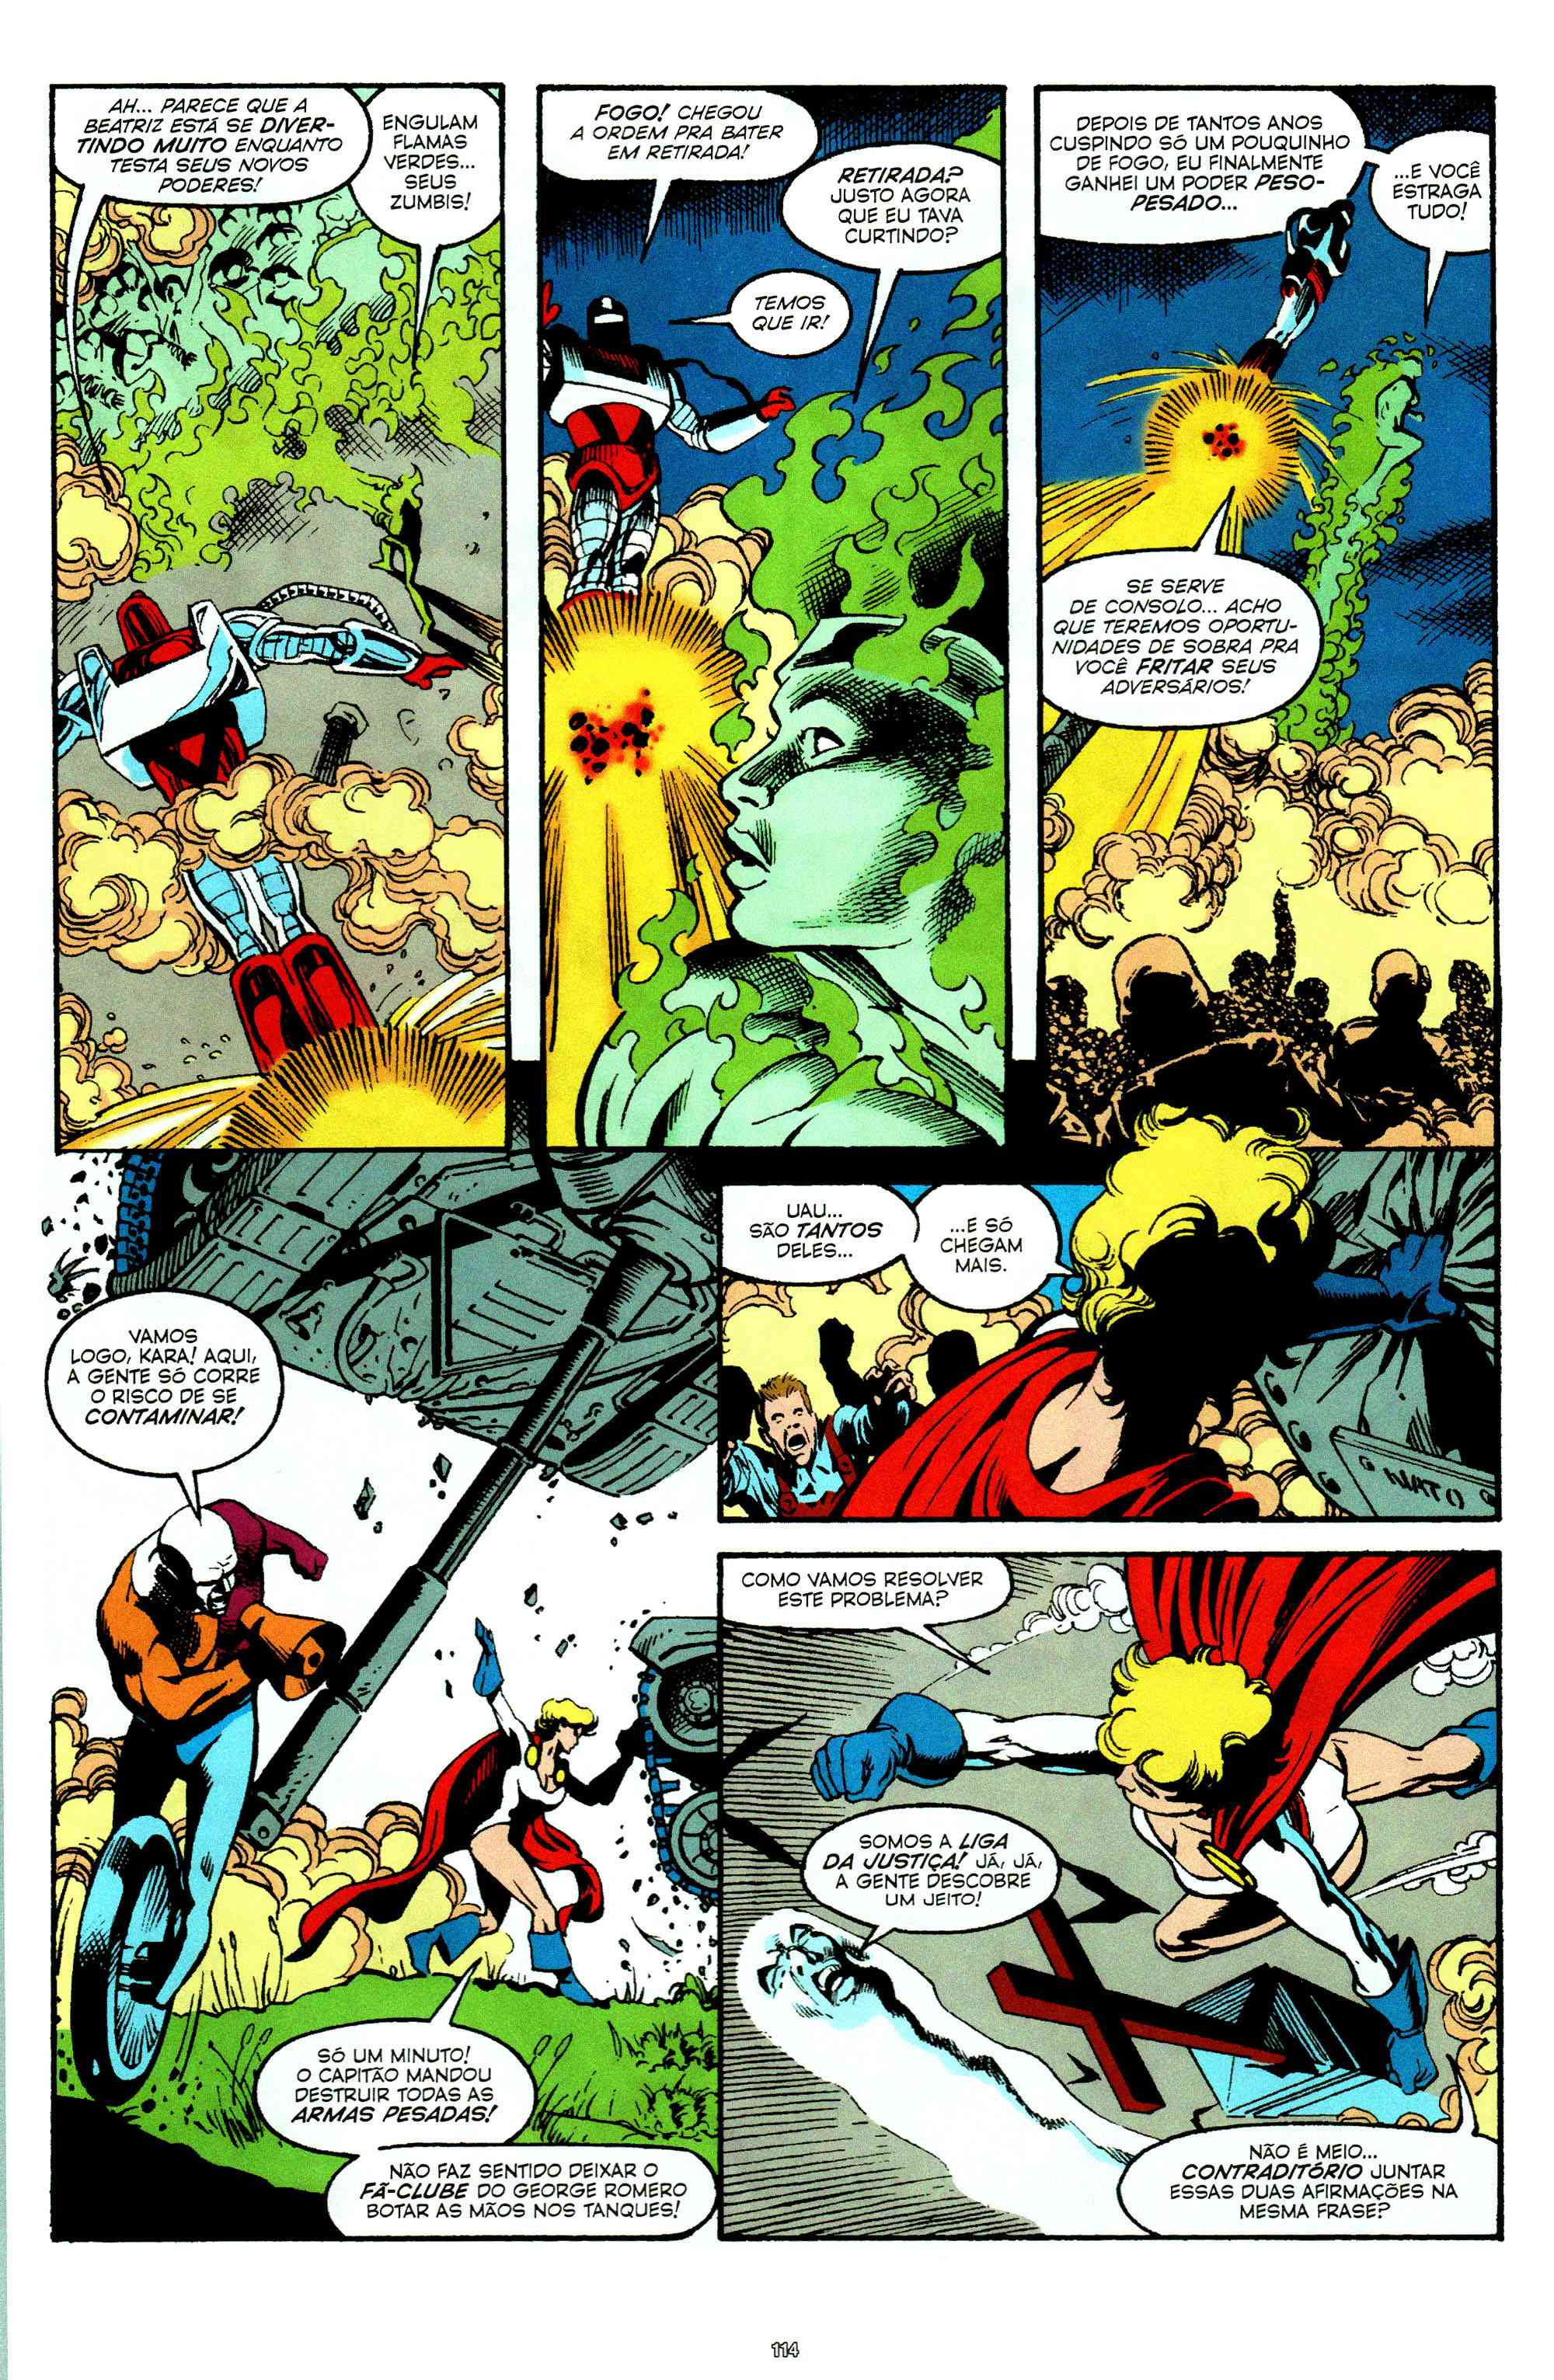 AH... PARECE QUE A
BEATRIZ ESTÁ SE DIVER-
TINDO MUITO ENQUANTO
TESTA SEUS NOVOS
PODERES!
ENGULAM
FLAMAS
VERDES...
SEUS
ZUMBIS!
FOGO! CHEGOU
A ORDEM PRA BATER
EM RETIRADA!
RETIRADA?
JUSTO AGORA
QUE EU TAVA
CURTINDO?
TEMOS
QUE IR!
DEPOIS DE TANTOS ANOS
CUSPINDO SÓ UM POUQUINHO
DE FOGO, EU FINALMENTE
GANHEI UM PODER PESO-
PESADO...
...E VOCÊ
ESTRAGA
TUDO!
SE SERVE
DE CONSOLO... ACHO
QUE TEREMOS OPORTU-
NIDADES DE SOBRA PRA
VOCÊ FRITAR SEUS
ADVERSÁRIOS!
VAMOS
LOGO, KARA! AQUI,
A GENTE SÓ CORRE
O RISCO DE SE
CONTAMINAR!
SÓ UM MINUTO!
O CAPITÃO MANDOU
DESTRUIR TODAS AS
ARMAS PESADAS!
NÃO FAZ SENTIDO DEIXAR O
FÃ-CLUBE DO GEORGE ROMERO
BOTAR AS MÃOS NOS TANQUES!
UAU...
SÃO TANTOS
DELES...
...E SÓ
CHEGAM
MAIS.
COMO VAMOS RESOLVER
ESTE PROBLEMA?
SOMOS A LIGA
DA JUSTIÇA! JÁ, JÁ,
A GENTE DESCOBRE
UM JEITO!
NÃO É MEIO...
CONTRADITÓRIO JUNTAR
ESSAS DUAS AFIRMAÇÕES NA
MESMA FRASE?
114